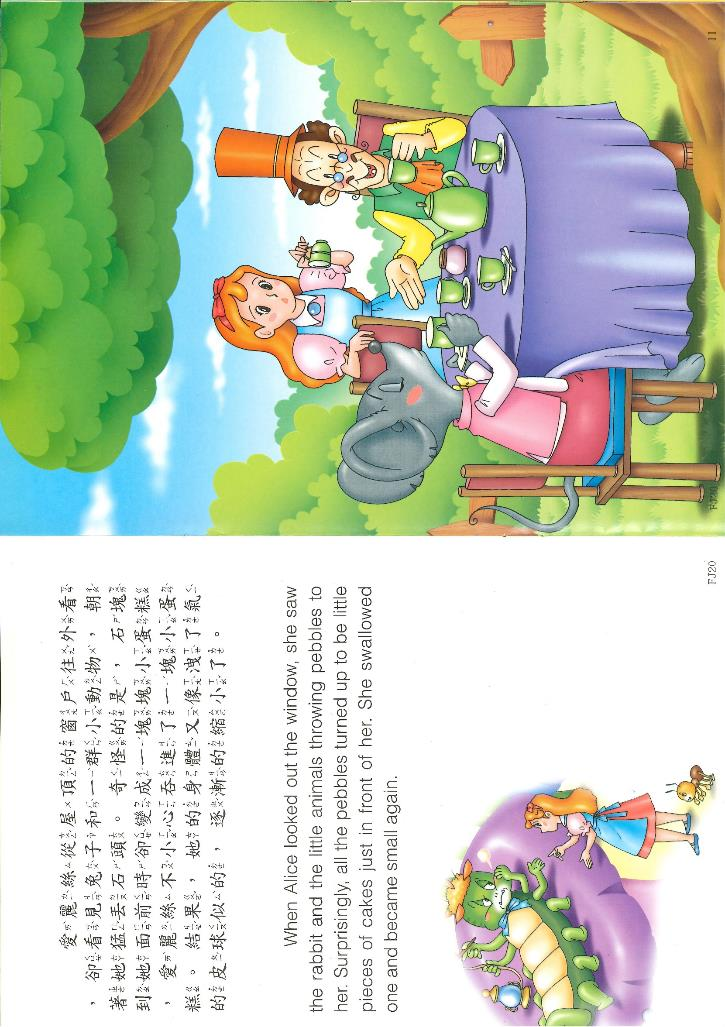 愛麗絲從屋頂的窗戶往外看
，卻看見兔子和一群小動物，朝
著她猛丟石頭。奇怪的是，石塊
到她面前時卻變成一塊塊小蛋糕
，愛麗絲不小心吞進了一塊小蛋
糕。結果，她的身體又像洩了氣
的皮球似的，逐漸的縮小了。
When Alice looked out the window, she saw
the rabbit and the little animals throwing pebbles to
her. Surprisingly, all the pebbles turned up to be little
pieces of cakes just in front of her. She swallowed
one and became small again.
FJ20
11